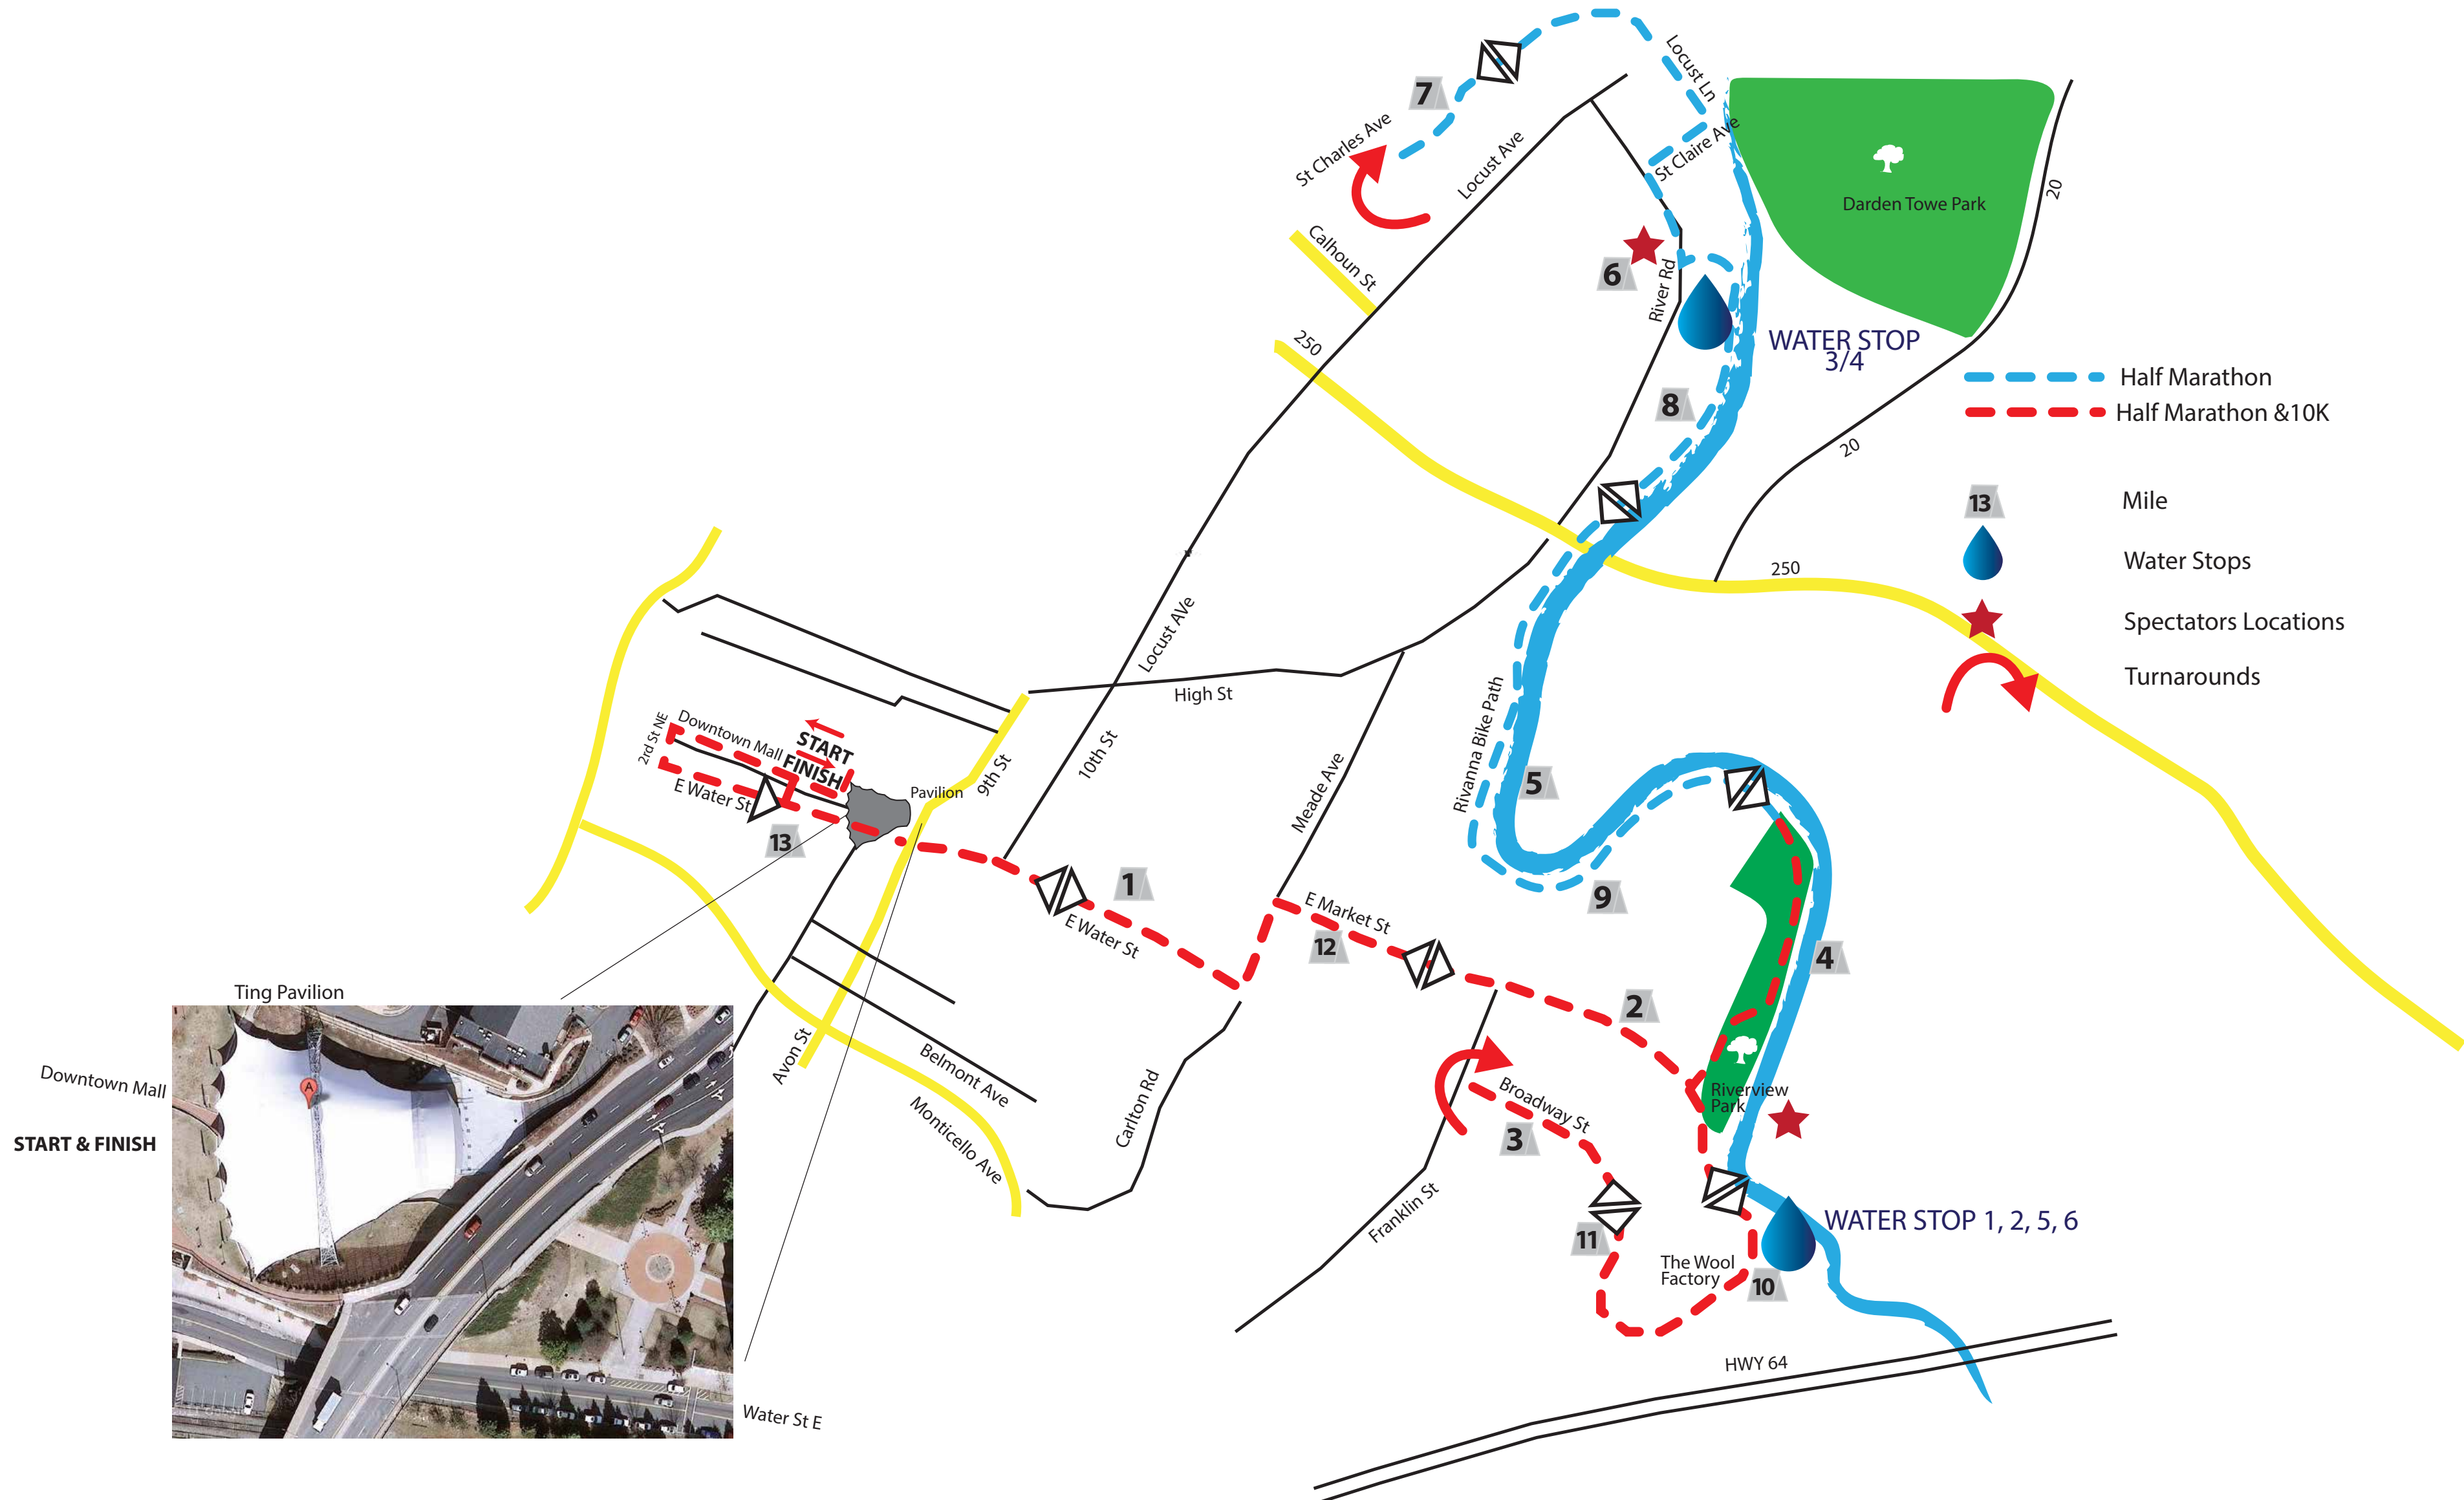 Locust Ln
7
St Charles Ave
Locust Ave
St Claire Ave
Darden Towe Park
20
Calhoun St
6
River Rd
250
WATER STOP
3/4
Half Marathon
Half Marathon &10K
8
20
13
Mile
Water Stops
250
Spectators Locations
Turnarounds
Locust AVe
High St
Rivanna Bike Path
2rd St NE
Downtown Mall
START
FINISH
E Water St
13
Pavilion
9th St
10th St
Meade Ave
5
1
E Water St
E Market St
12
9
4
2
Ting Pavilion
Downtown Mall
START & FINISH
A
Avon St
Belmont Ave
Monticello Ave
Carlton Rd
Broadway St
3
Riverview
Park
Franklin St
11
The Wool
Factory
10
WATER STOP 1, 2, 5, 6
HWY 64
Water St E